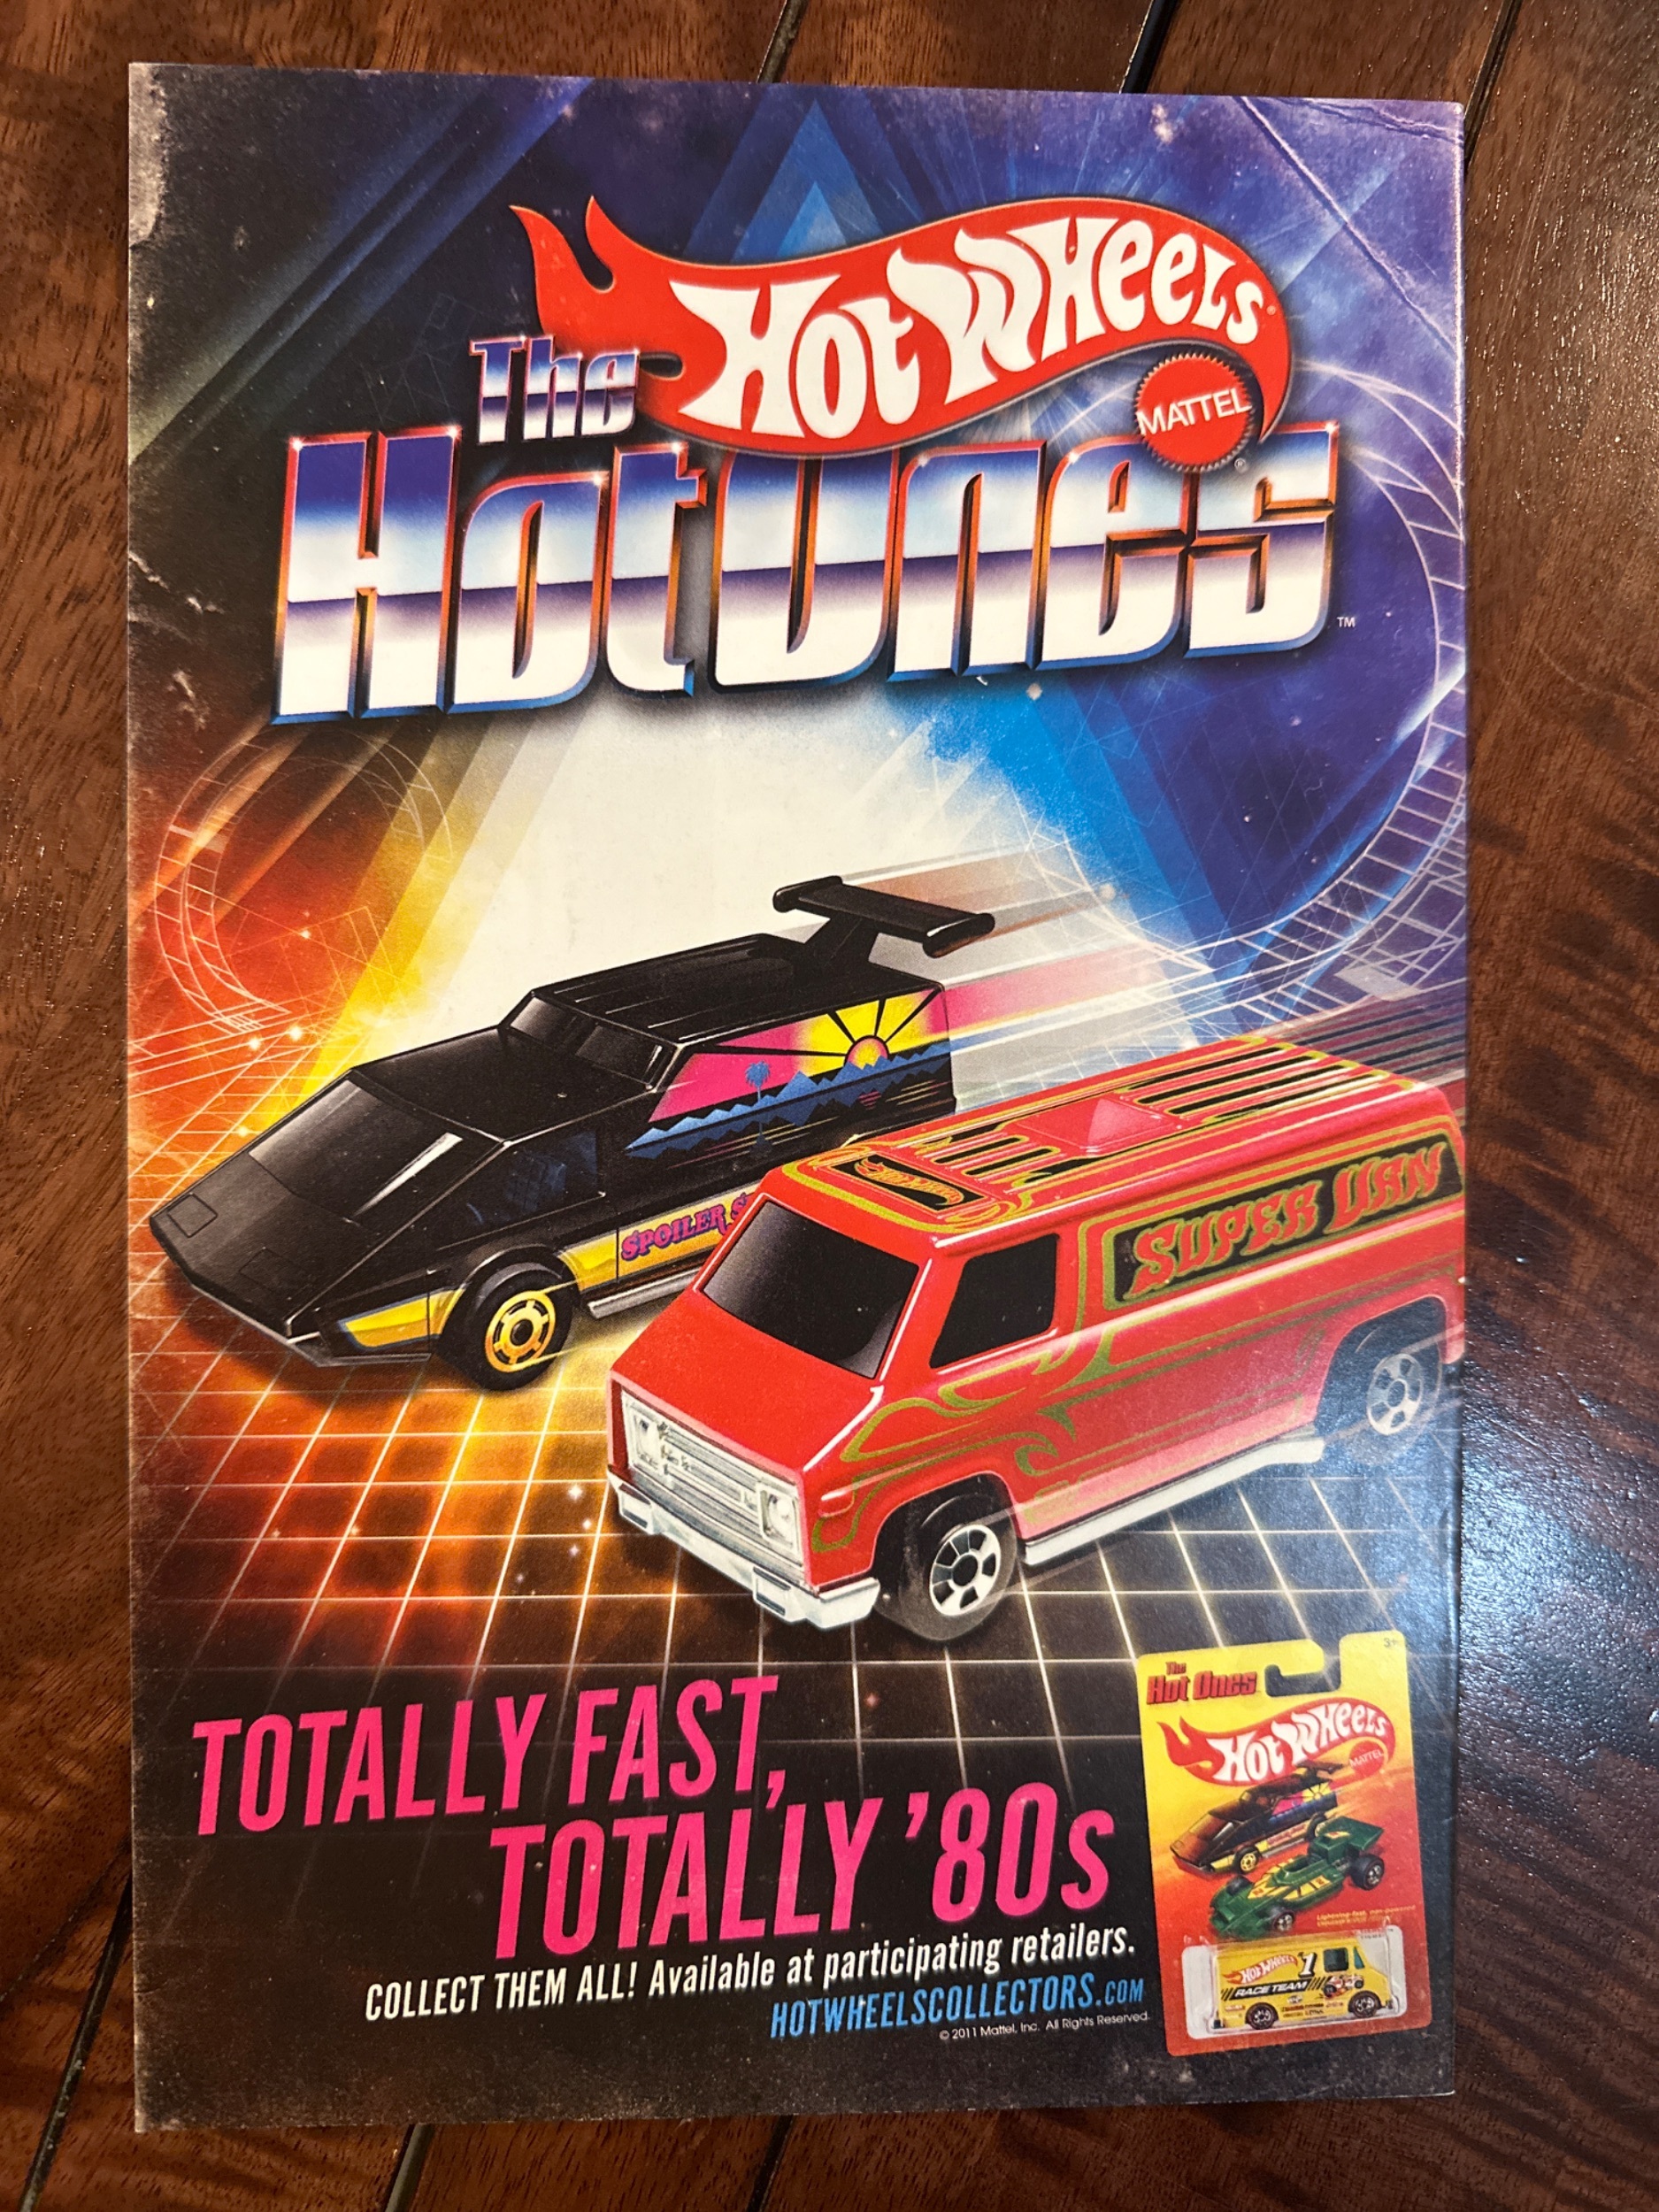 Hot Wheels®
MATTEL®
The
Hot Ones™
SPOILER S
SUPER VAN
TOTALLY FAST,
TOTALLY '80s
COLLECT THEM ALL! Available at participating retailers.
HOTWHEELSCOLLECTORS.COM
© 2011 Mattel, Inc. All Rights Reserved.
3+
The
Hot Ones
Hot Wheels
MATTEL
HOT WHEELS 1
RACE TEAM